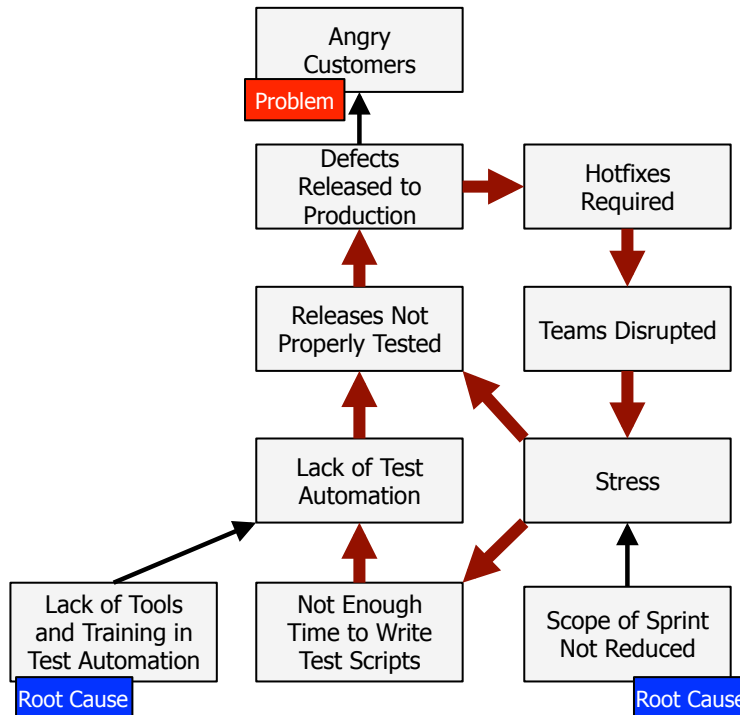 Angry
Customers
Problem
Defects
Released to
Production
Hotfixes
Required
Releases Not
Properly Tested
Teams Disrupted
Lack of Test
Automation
Stress
Lack of Tools
and Training in
Test Automation
Root Cause
Not Enough
Time to Write
Test Scripts
Scope of Sprint
Not Reduced
Root Cause